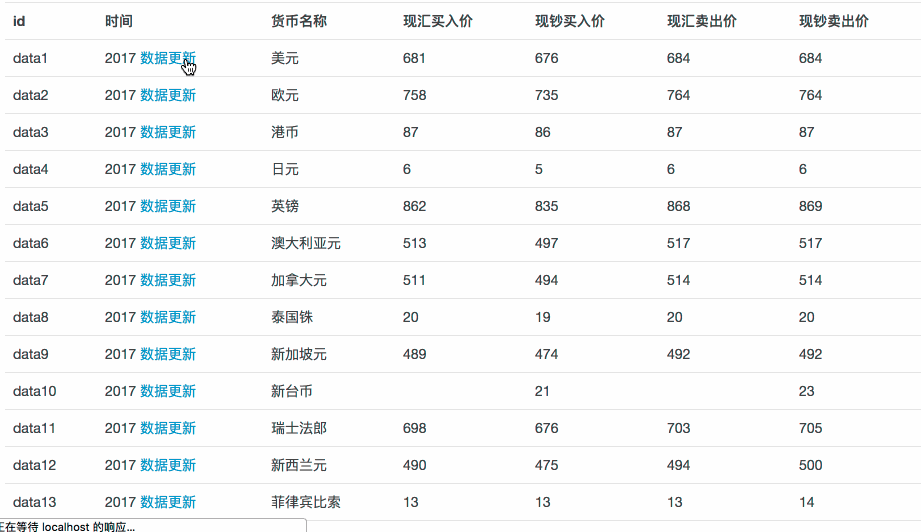 id 时间 货币名称 现汇买入价 现钞买入价 现汇卖出价 现钞卖出价
data1 2017 数据更新 美元 681 676 684 684
data2 2017 数据更新 欧元 758 735 764 764
data3 2017 数据更新 港币 87 86 87 87
data4 2017 数据更新 日元 6 5 6 6
data5 2017 数据更新 英镑 862 835 868 869
data6 2017 数据更新 澳大利亚元 513 497 517 517
data7 2017 数据更新 加拿大元 511 494 514 514
data8 2017 数据更新 泰国铢 20 19 20 20
data9 2017 数据更新 新加坡元 489 474 492 492
data10 2017 数据更新 新台币 21 23
data11 2017 数据更新 瑞士法郎 698 676 703 705
data12 2017 数据更新 新西兰元 490 475 494 500
data13 2017 数据更新 菲律宾比索 13 13 13 14
正在等待 localhost 的响应...